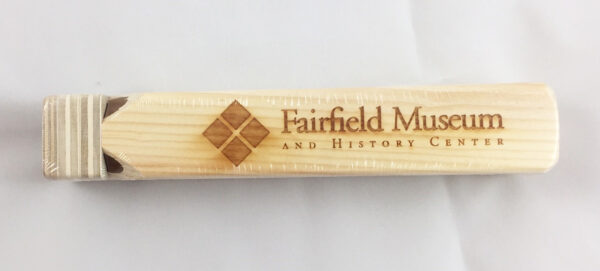 Fairfield Museum
AND HISTORY CENTER